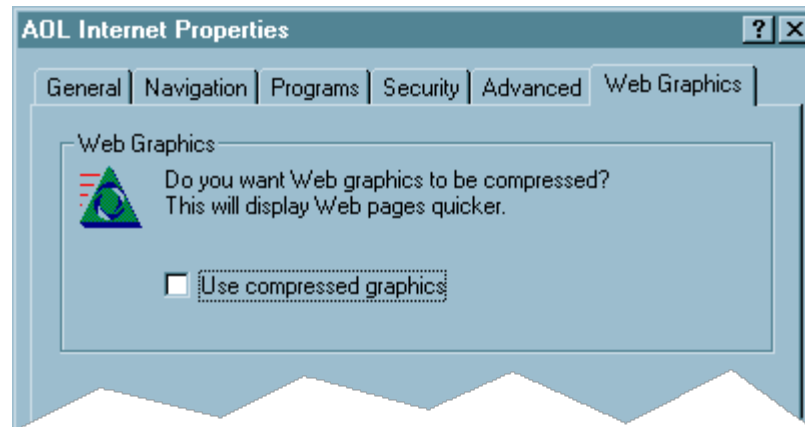 AOL Internet Properties
General Navigation Programs Security Advanced Web Graphics
Web Graphics
Do you want Web graphics to be compressed?
This will display Web pages quicker.
Use compressed graphics